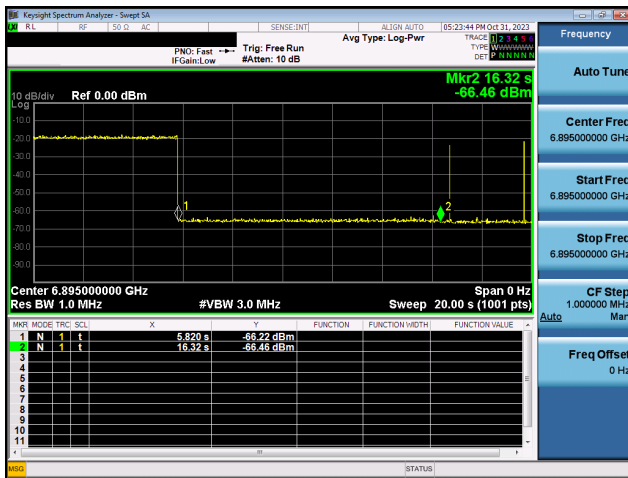 Keysight Spectrum Analyzer - Swept SA
RL RF 50 Ω AC SENSE:INT ALIGN AUTO 05:23:44 PM Oct 31, 2023
Frequency
Avg Type: Log-Pwr
TRACE 1 2 3 4 5 6
PNO: Fast Trig: Free Run
TYPE W
IFGain:Low #Atten: 10 dB
DET P N N N N N
Auto Tune
Mkr2 16.32 s
-66.46 dBm
10 dB/div Ref 0.00 dBm
Log
-10.0
-20.0
-30.0
-40.0
-50.0
-60.0
-70.0
-80.0
-90.0
1
2
Center Freq
6.895000000 GHz
Start Freq
6.895000000 GHz
Stop Freq
6.895000000 GHz
Center 6.895000000 GHz Span 0 Hz
Res BW 1.0 MHz #VBW 3.0 MHz Sweep 20.00 s (1001 pts)
CF Step
1.000000 MHz
Auto Man
MKR MODE TRC SCL X Y FUNCTION FUNCTION WIDTH FUNCTION VALUE
1 N 1 t 5.820 s -66.22 dBm
2 N 1 t 16.32 s -66.46 dBm
3
4
5
6
7
8
9
10
11
Freq Offset
0 Hz
MSG STATUS